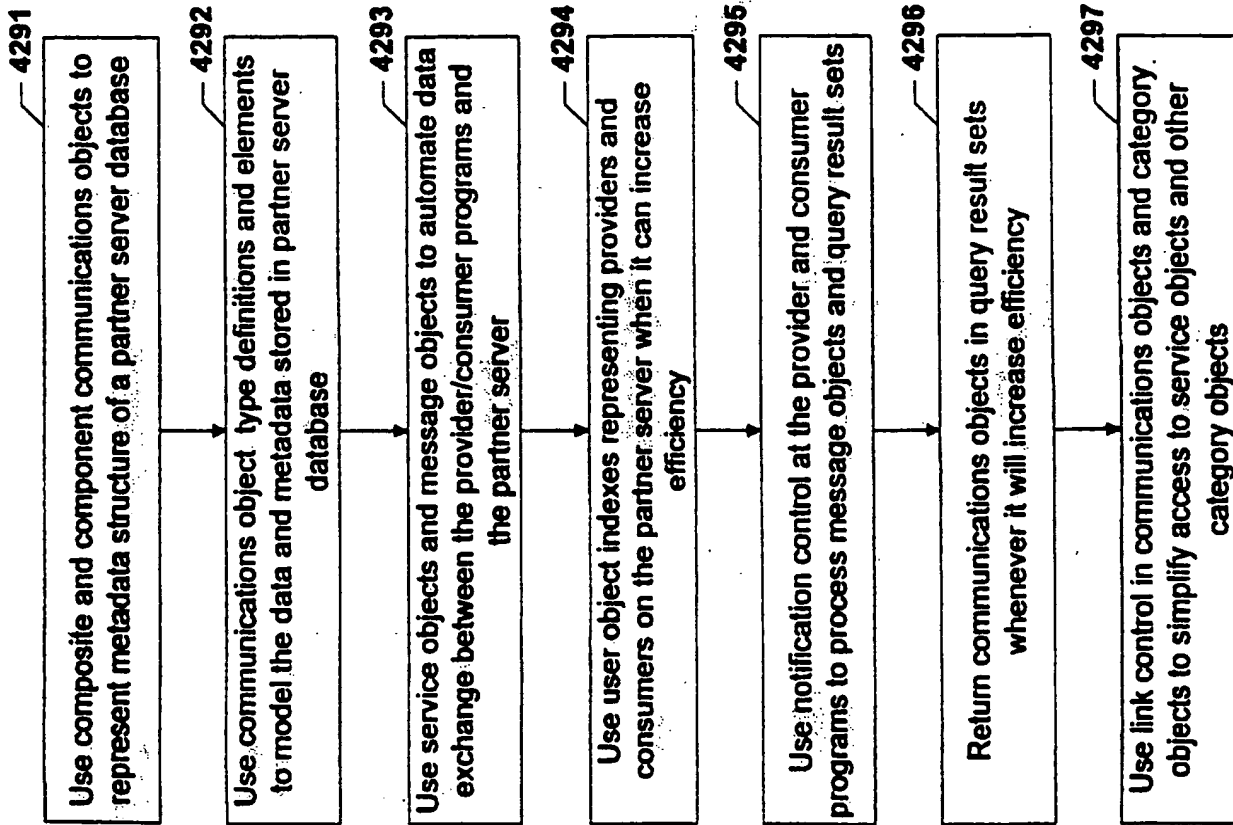 4291
Use composite and component communications objects to
represent metadata structure of a partner server database
4292
Use communications object type definitions and elements
to model the data and metadata stored in partner server
database
4293
Use service objects and message objects to automate data
exchange between the provider/consumer programs and
the partner server
4294
Use user object indexes representing providers and
consumers on the partner server when it can increase
efficiency
4295
Use notification control at the provider and consumer
programs to process message objects and query result sets
4296
Return communications objects in query result sets
whenever it will increase efficiency
4297
Use link control in communications objects and category.
objects to simplify access to service objects and other
category objects